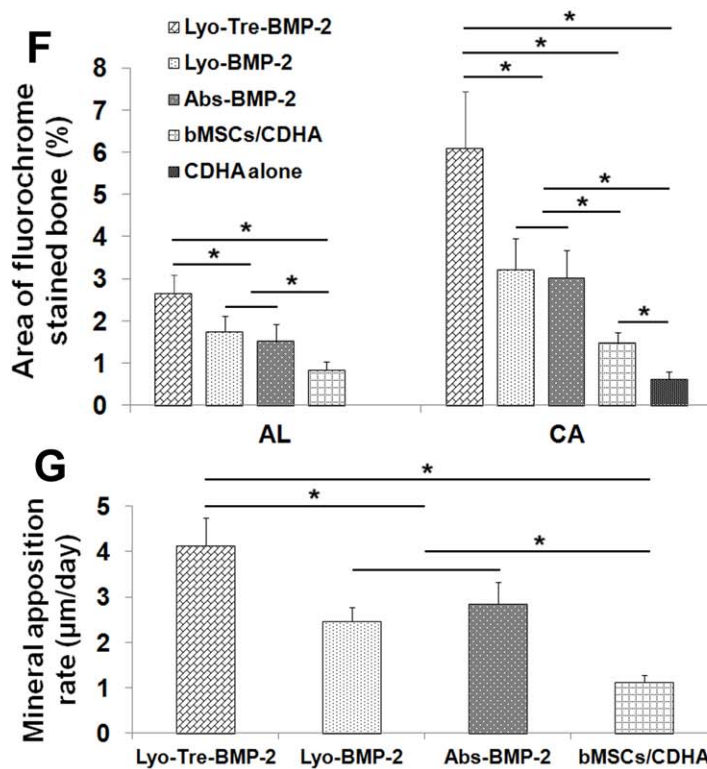 F
Area of fluorochrome
stained bone (%)
8
7
6
5
4
3
2
1
0
Lyo-Tre-BMP-2
Lyo-BMP-2
Abs-BMP-2
bMSCs/CDHA
CDHA alone
*
*
*
*
*
*
*
*
*
AL
CA
G
Mineral apposition
rate (µm/day)
5
4
3
2
1
0
*
*
*
Lyo-Tre-BMP-2
Lyo-BMP-2
Abs-BMP-2
bMSCs/CDHA